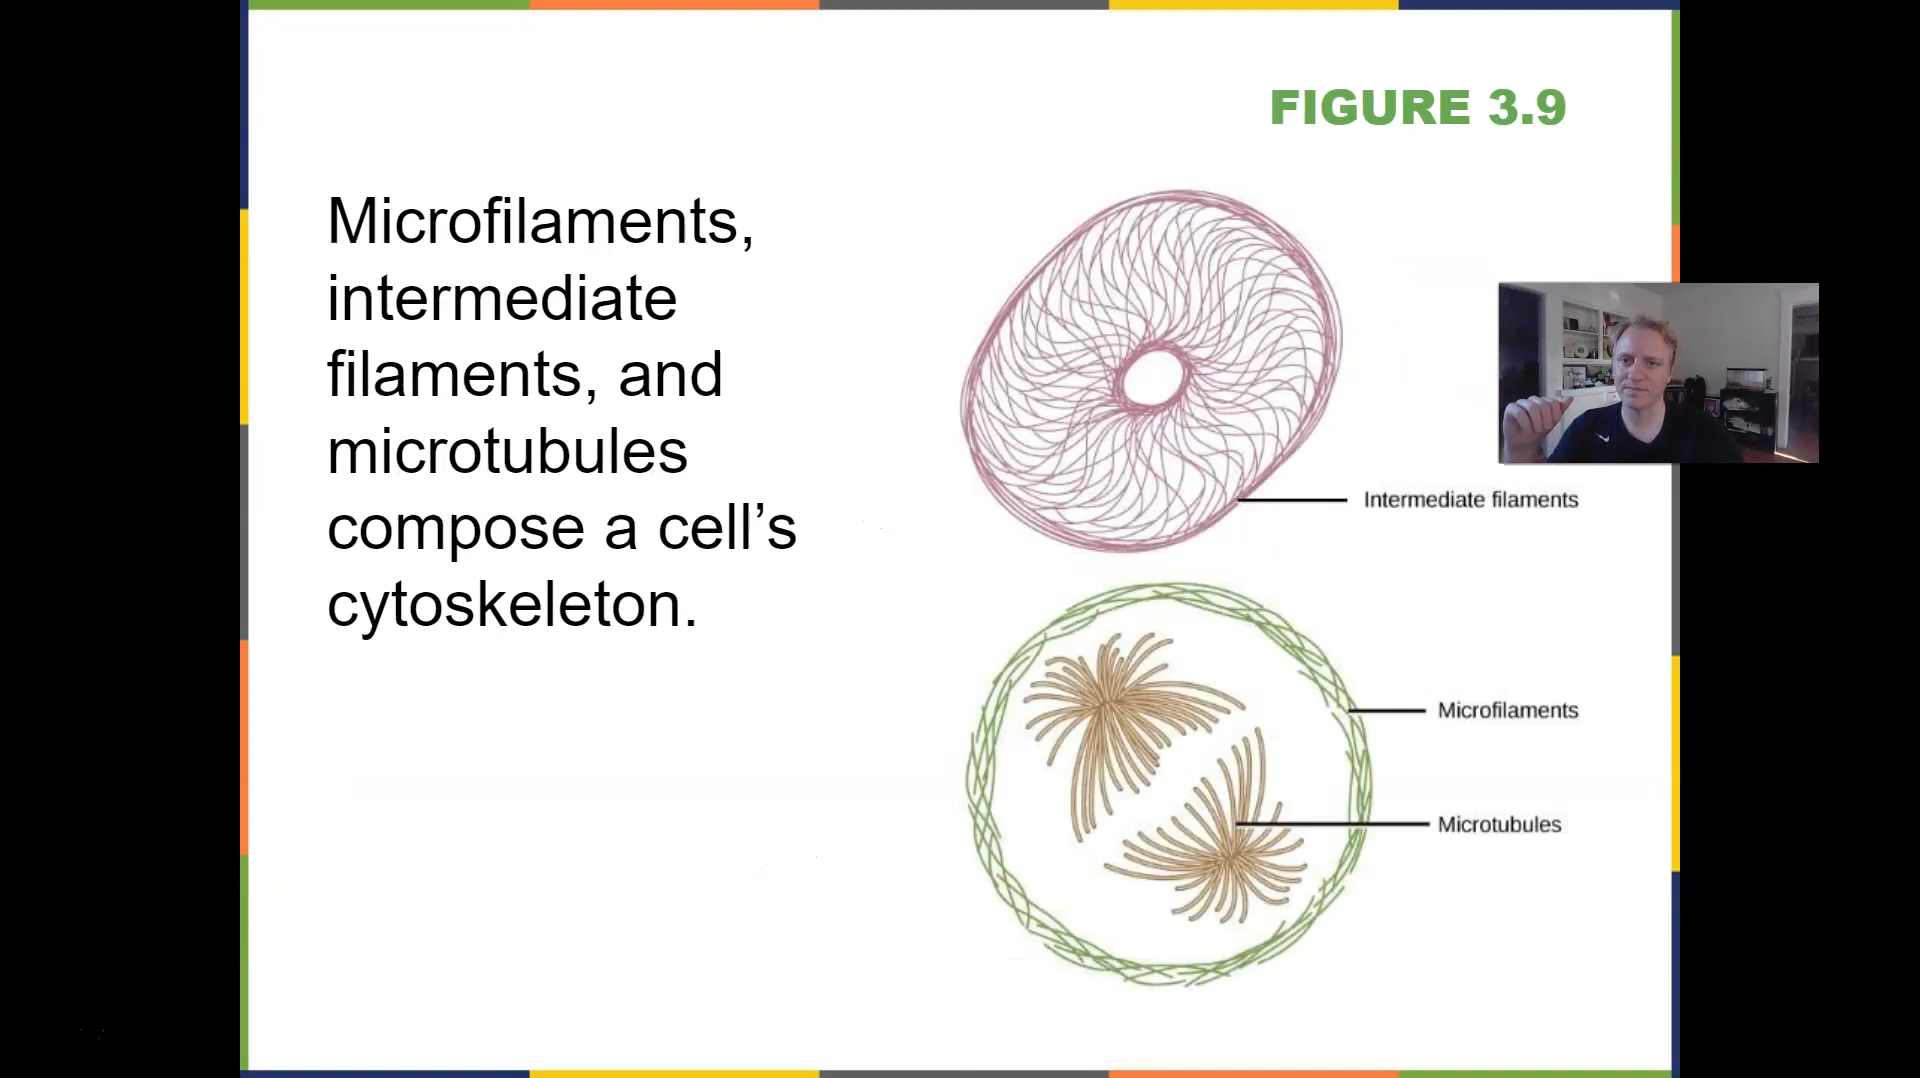 FIGURE 3.9
Microfilaments,
intermediate
filaments, and
microtubules
compose a cell’s
cytoskeleton.
Intermediate filaments
Microfilaments
Microtubules